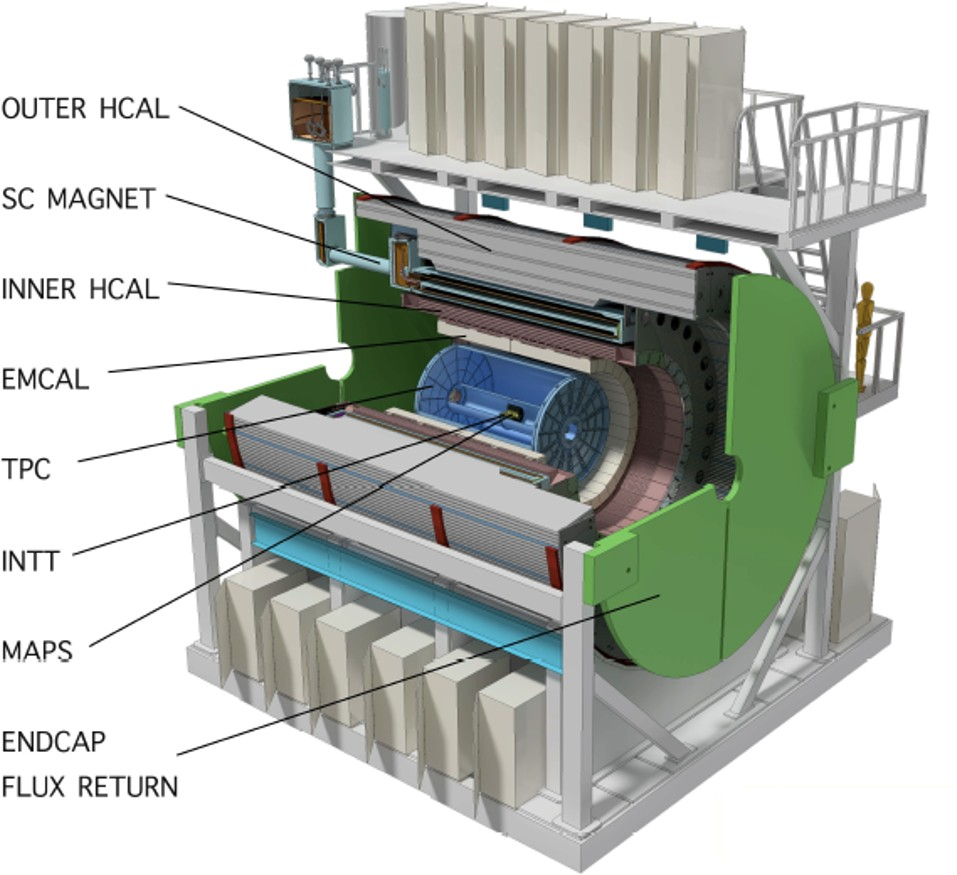 OUTER HCAL
SC MAGNET
INNER HCAL
EMCAL
TPC
INTT
MAPS
ENDCAP
FLUX RETURN